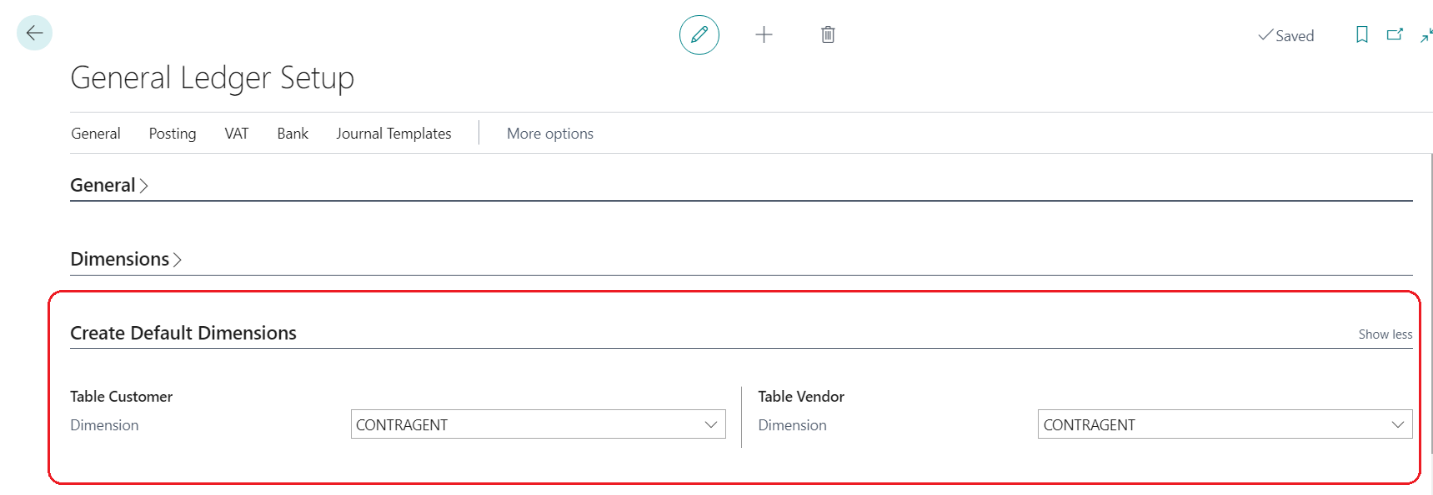 Saved
General Ledger Setup
General Posting VAT Bank Journal Templates More options
General
Dimensions
Create Default Dimensions Show less
Table Customer Table Vendor
Dimension CONTRAGENT Dimension CONTRAGENT